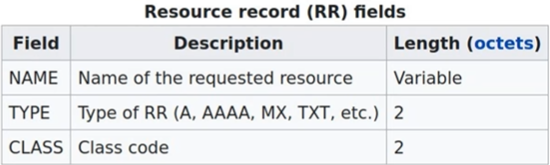 Resource record (RR) fields
Field Description Length (octets)
NAME Name of the requested resource Variable
TYPE Type of RR (A, AAAA, MX, TXT, etc.) 2
CLASS Class code 2